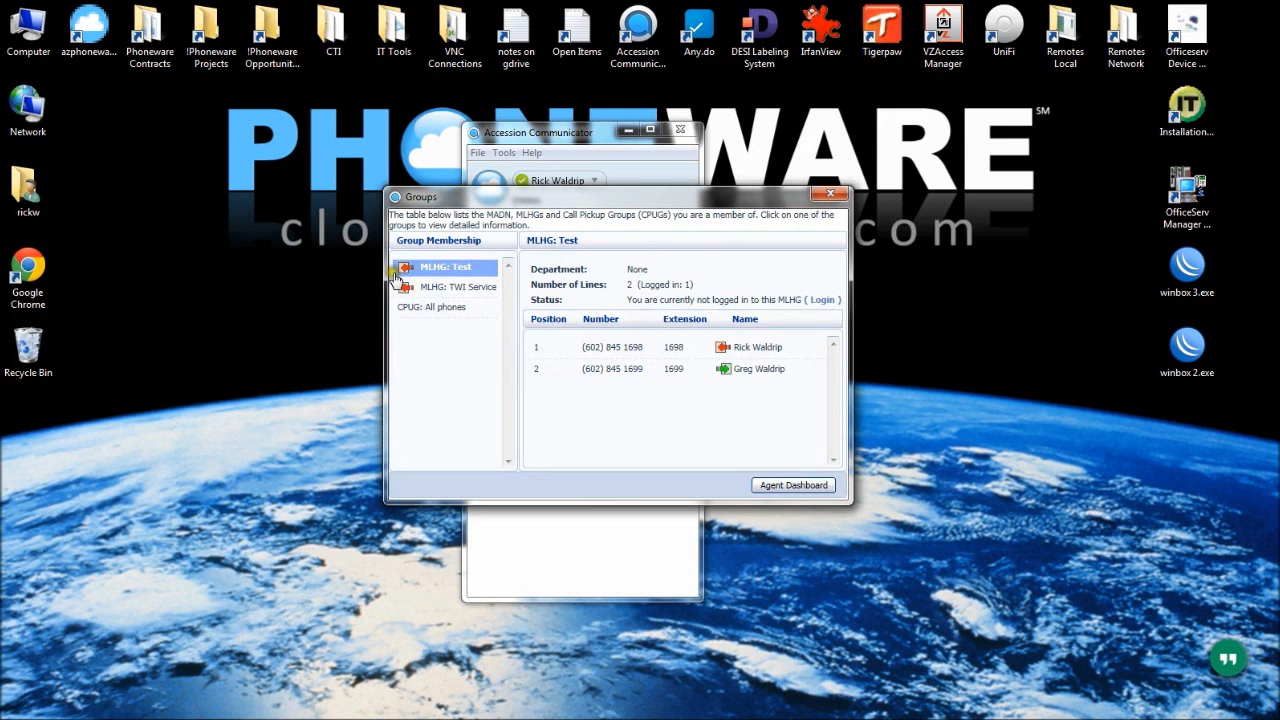 Computer
azphonewa...
Phoneware Contracts
!Phoneware Projects
!Phoneware Opportunit...
CTI
IT Tools
VNC Connections
notes on gdrive
Open Items
Accession Communic...
Any.do
DESI Labeling System
IrfanView
Tigerpaw
VZAccess Manager
UniFi
Remotes Local
Remotes Network
Officeserv Device ...
Network
IT
Installation...
rickw
OfficeServ Manager ...
Google Chrome
winbox 3.exe
Recycle Bin
winbox 2.exe
PHONEWARE SM
clo
com
Accession Communicator
File Tools Help
Rick Waldrip
Groups
The table below lists the MADN, MLHGs and Call Pickup Groups (CPUGs) you are a member of. Click on one of the
groups to view detailed information.
Group Membership
MLHG: Test
MLHG: TWI Service
CPUG: All phones
MLHG: Test
Department: None
Number of Lines: 2 (Logged in: 1)
Status: You are currently not logged in to this MLHG ( Login )
Position Number Extension Name
1 (602) 845 1698 1698 Rick Waldrip
2 (602) 845 1699 1699 Greg Waldrip
Agent Dashboard